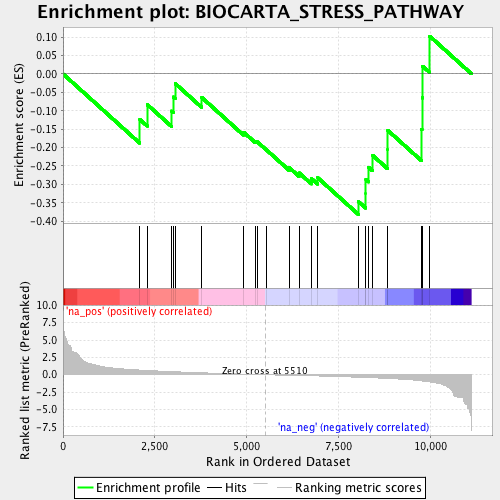 Enrichment plot: BIOCARTA_STRESS_PATHWAY
Enrichment score (ES)
0.10
0.05
0.00
-0.05
-0.10
-0.15
-0.20
-0.25
-0.30
-0.35
-0.40
Ranked list metric (PreRanked)
10.0
7.5
5.0
2.5
0.0
-2.5
-5.0
-7.5
'na_pos' (positively correlated)
Zero cross at 5510
'na_neg' (negatively correlated)
0
2,500
5,000
7,500
10,000
Rank in Ordered Dataset
Enrichment profile
Hits
Ranking metric scores